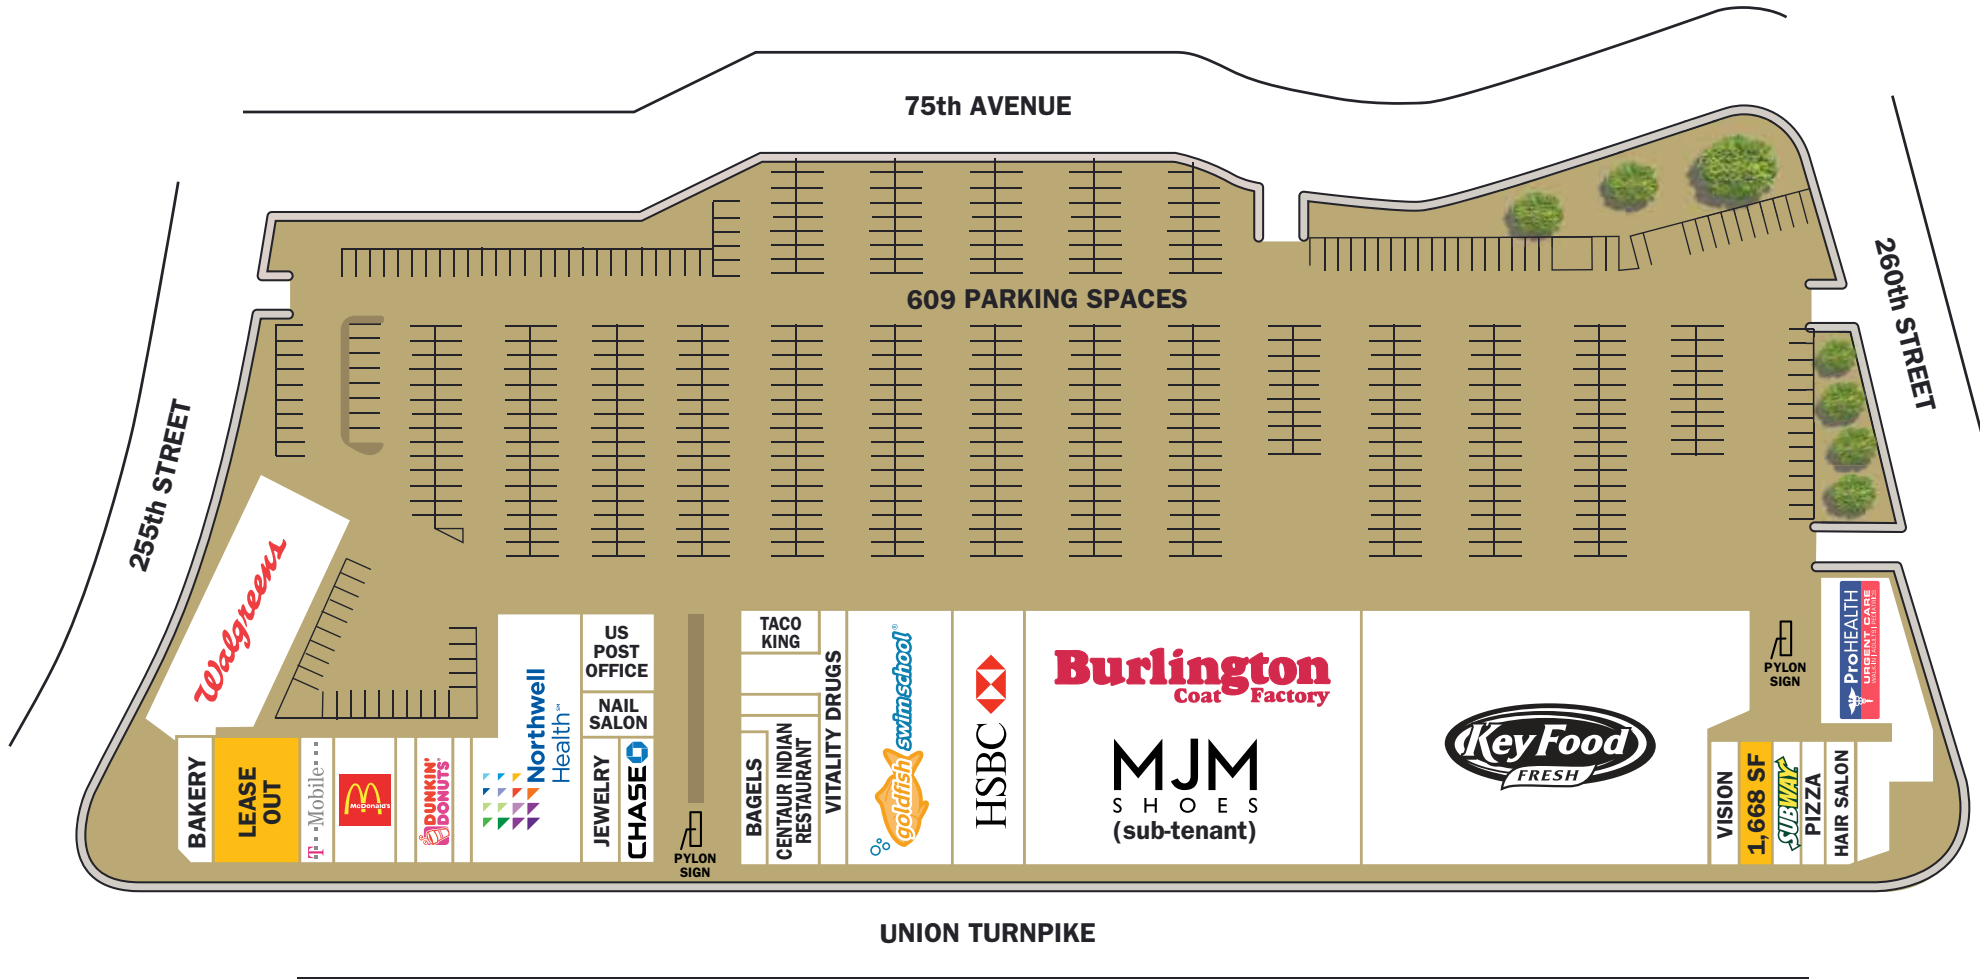 75th AVENUE
609 PARKING SPACES
255th STREET
260th STREET
Walgreens
BAKERY
LEASE
OUT
T··Mobile·
McDonald's
DUNKIN'
DONUTS
Northwell
Health℠
US
POST
OFFICE
NAIL
SALON
JEWELRY
CHASE
PYLON
SIGN
TACO
KING
BAGELS
CENTAUR INDIAN
RESTAURANT
VITALITY DRUGS
goldfish swimschool®
HSBC
Burlington
Coat Factory
MJM
SHOES
(sub-tenant)
Key Food
FRESH
PYLON
SIGN
ProHEALTH
URGENT CARE
VISION
1,668 SF
SUBWAY
PIZZA
HAIR SALON
UNION TURNPIKE